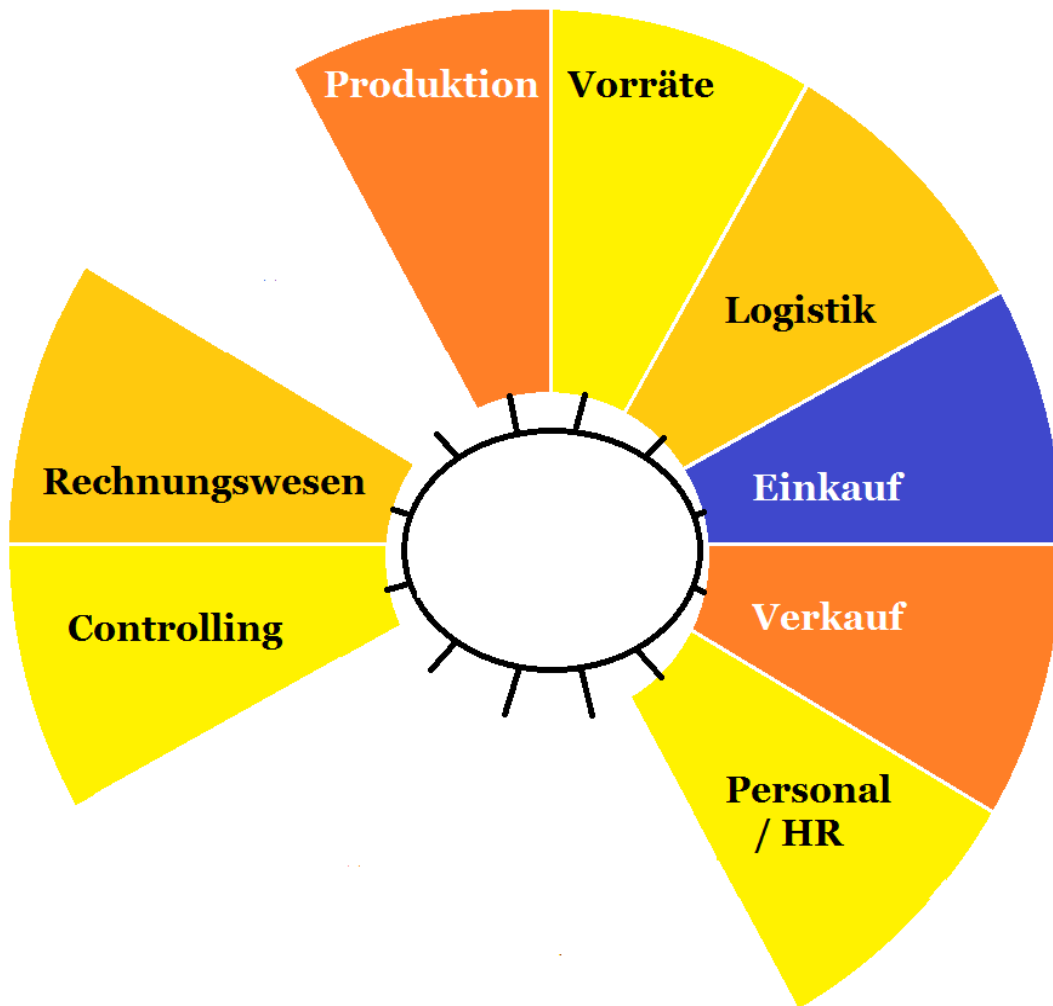 Produktion
Vorräte
Logistik
Einkauf
Verkauf
Personal
/ HR
Controlling
Rechnungswesen